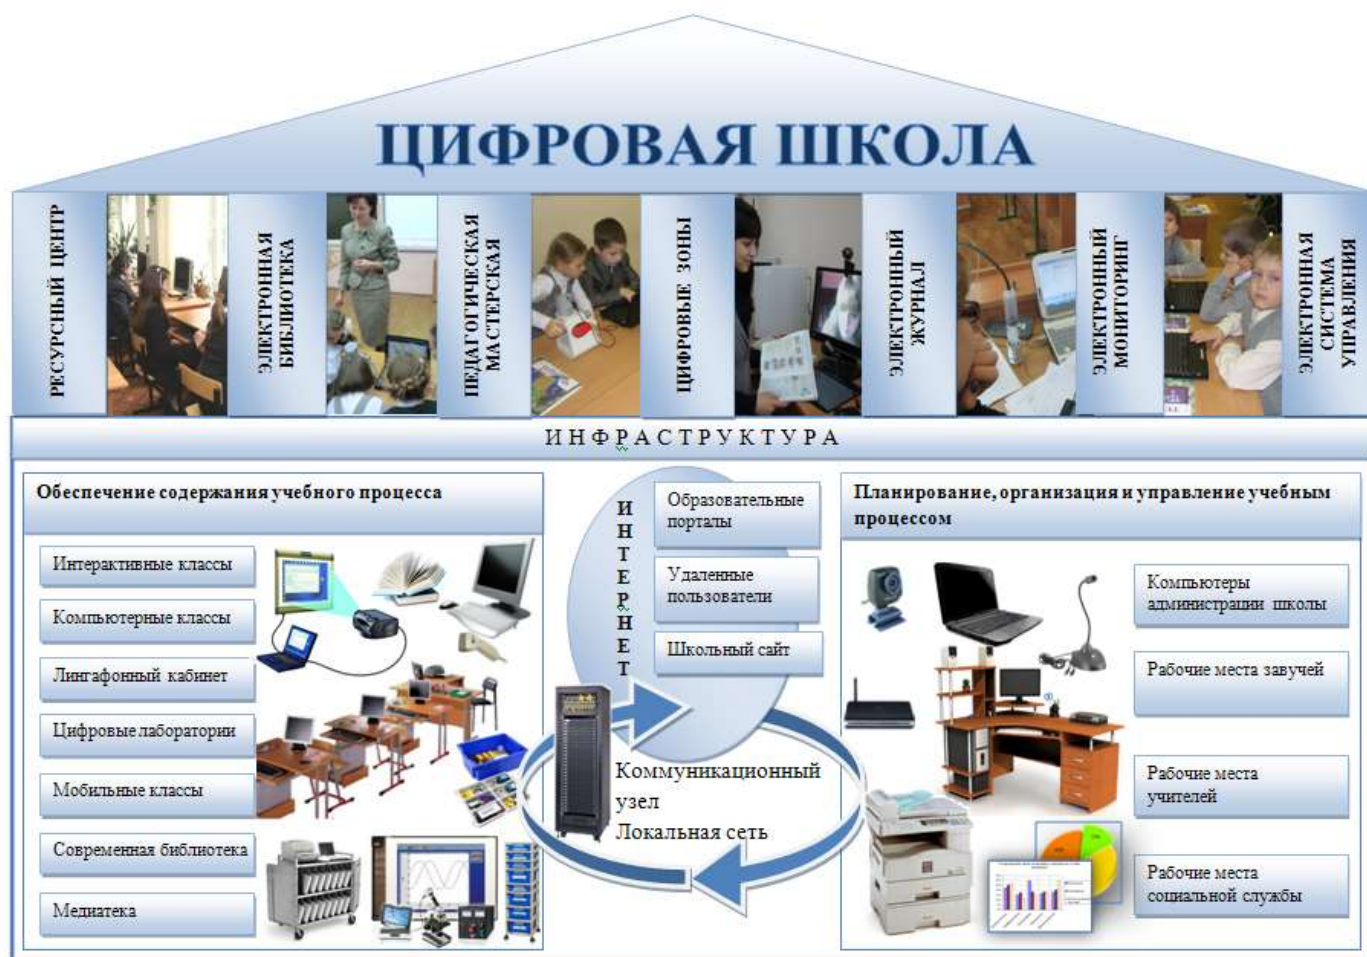 ЦИФРОВАЯ ШКОЛА
РЕСУРСНЫЙ ЦЕНТР
ЭЛЕКТРОННАЯ
БИБЛИОТЕКА
ПЕДАГОГИЧЕСКАЯ
МАСТЕРСКАЯ
ЦИФРОВЫЕ ЗОНЫ
ЭЛЕКТРОННЫЙ
ЖУРНАЛ
ЭЛЕКТРОННЫЙ
МОНИТОРИНГ
ЭЛЕКТРОННАЯ
СИСТЕМА
УПРАВЛЕНИЯ
ИНФРАСТРУКТУРА
Обеспечение содержания учебного процесса
Интерактивные классы
Компьютерные классы
Лингафонный кабинет
Цифровые лаборатории
Мобильные классы
Современная библиотека
Медиатека
ИНТЕРНЕТ
Образовательные
порталы
Удаленные
пользователи
Школьный сайт
Коммуникационный
узел
Локальная сеть
Планирование, организация и управление учебным
процессом
Компьютеры
администрации школы
Рабочие места завучей
Рабочие места
учителей
Рабочие места
социальной службы